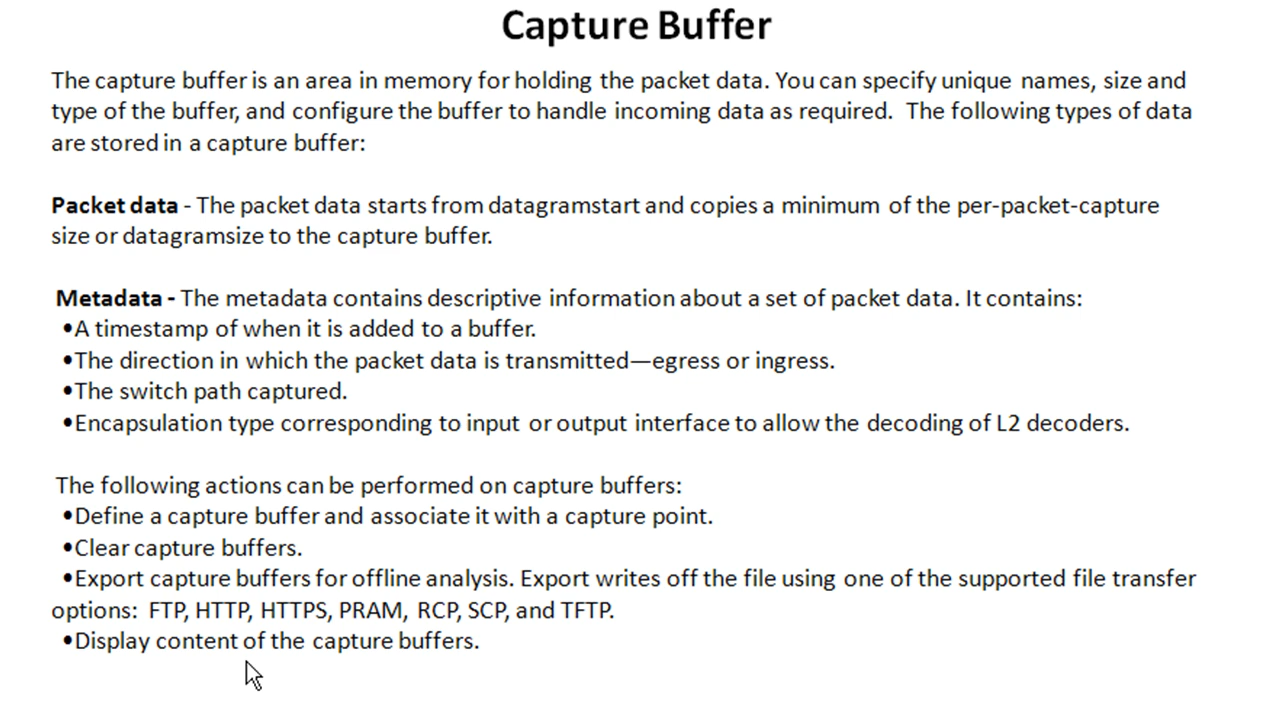 Capture Buffer
The capture buffer is an area in memory for holding the packet data. You can specify unique names, size and
type of the buffer, and configure the buffer to handle incoming data as required. The following types of data
are stored in a capture buffer:
Packet data - The packet data starts from datagramstart and copies a minimum of the per-packet-capture
size or datagramsize to the capture buffer.
Metadata - The metadata contains descriptive information about a set of packet data. It contains:
•A timestamp of when it is added to a buffer.
•The direction in which the packet data is transmitted—egress or ingress.
•The switch path captured.
•Encapsulation type corresponding to input or output interface to allow the decoding of L2 decoders.
The following actions can be performed on capture buffers:
•Define a capture buffer and associate it with a capture point.
•Clear capture buffers.
•Export capture buffers for offline analysis. Export writes off the file using one of the supported file transfer
options: FTP, HTTP, HTTPS, PRAM, RCP, SCP, and TFTP.
•Display content of the capture buffers.